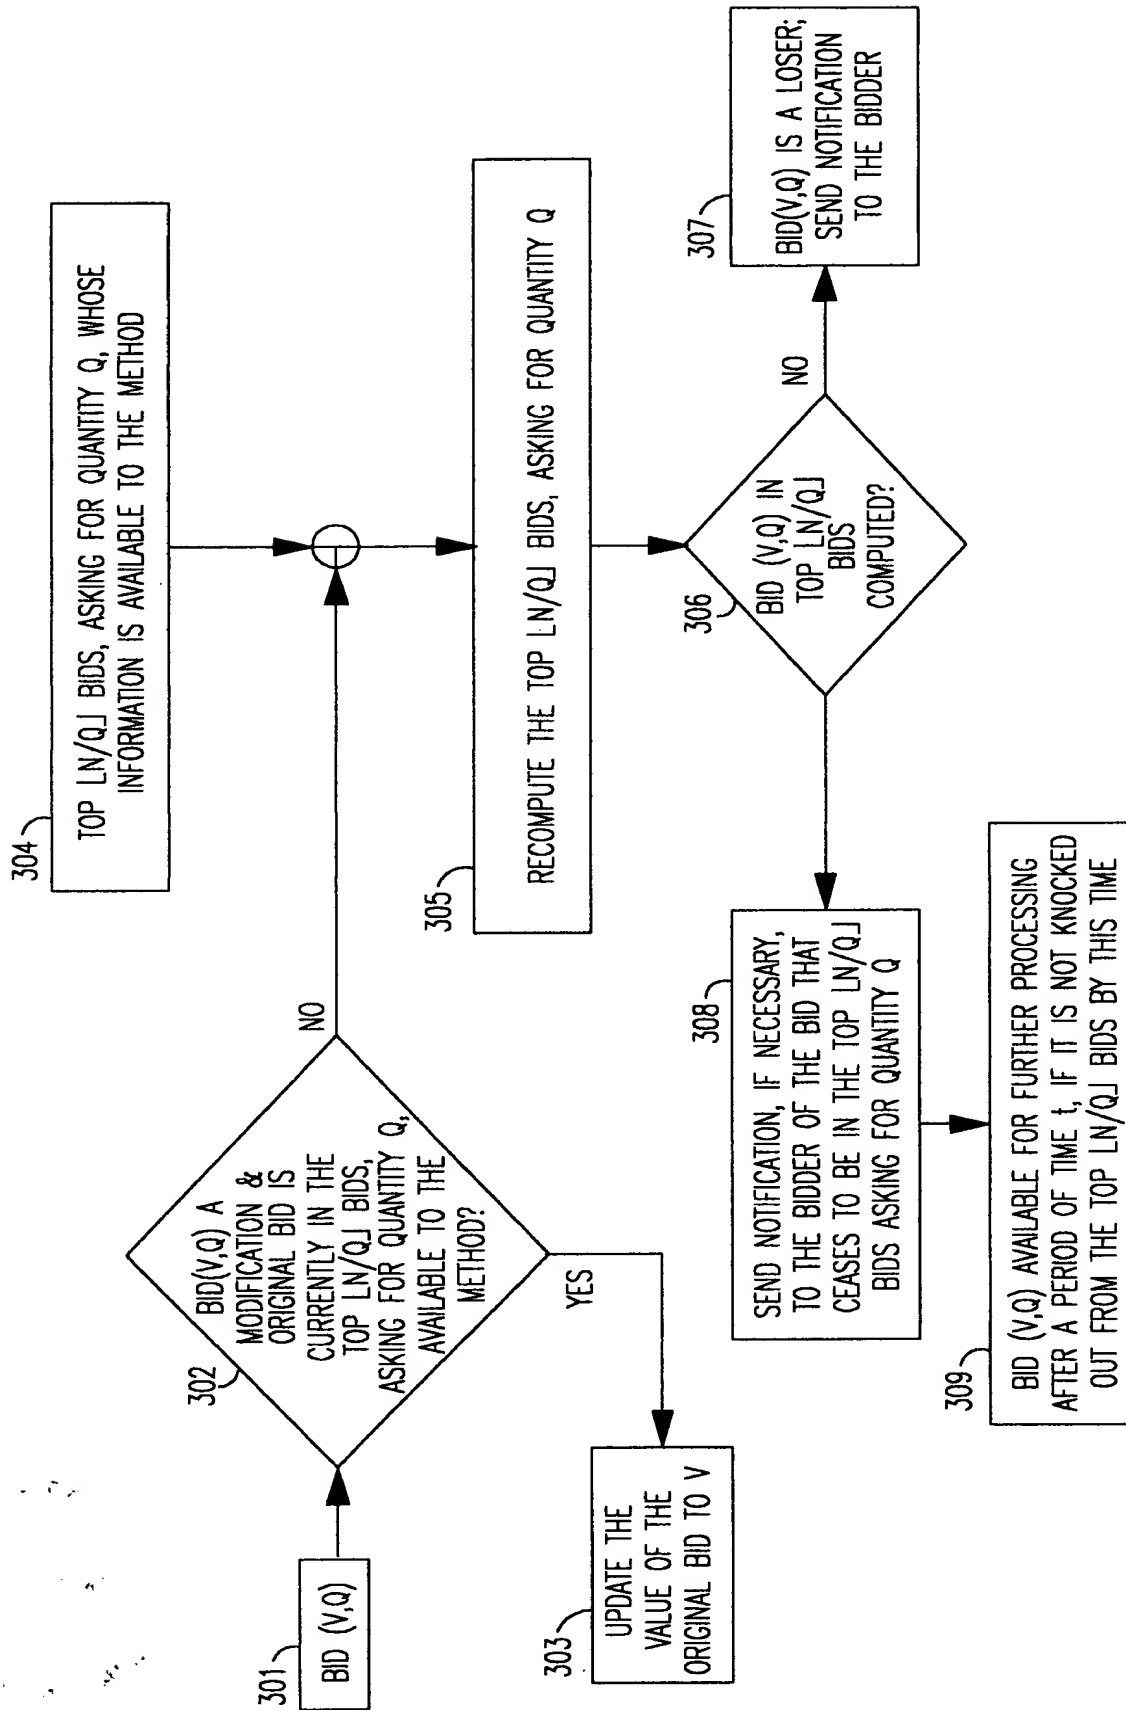 304
TOP ⌊N/Q⌋ BIDS, ASKING FOR QUANTITY Q, WHOSE
INFORMATION IS AVAILABLE TO THE METHOD
301
BID (V,Q)
302
BID(V,Q) A
MODIFICATION &
ORIGINAL BID IS
CURRENTLY IN THE
TOP ⌊N/Q⌋ BIDS,
ASKING FOR QUANTITY Q,
AVAILABLE TO THE
METHOD?
NO
YES
303
UPDATE THE
VALUE OF THE
ORIGINAL BID TO V
305
RECOMPUTE THE TOP ⌊N/Q⌋ BIDS, ASKING FOR QUANTITY Q
306
BID (V,Q) IN
TOP ⌊N/Q⌋
BIDS
COMPUTED?
NO
307
BID(V,Q) IS A LOSER;
SEND NOTIFICATION
TO THE BIDDER
308
SEND NOTIFICATION, IF NECESSARY,
TO THE BIDDER OF THE BID THAT
CEASES TO BE IN THE TOP ⌊N/Q⌋
BIDS ASKING FOR QUANTITY Q
309
BID (V,Q) AVAILABLE FOR FURTHER PROCESSING
AFTER A PERIOD OF TIME t, IF IT IS NOT KNOCKED
OUT FROM THE TOP ⌊N/Q⌋ BIDS BY THIS TIME